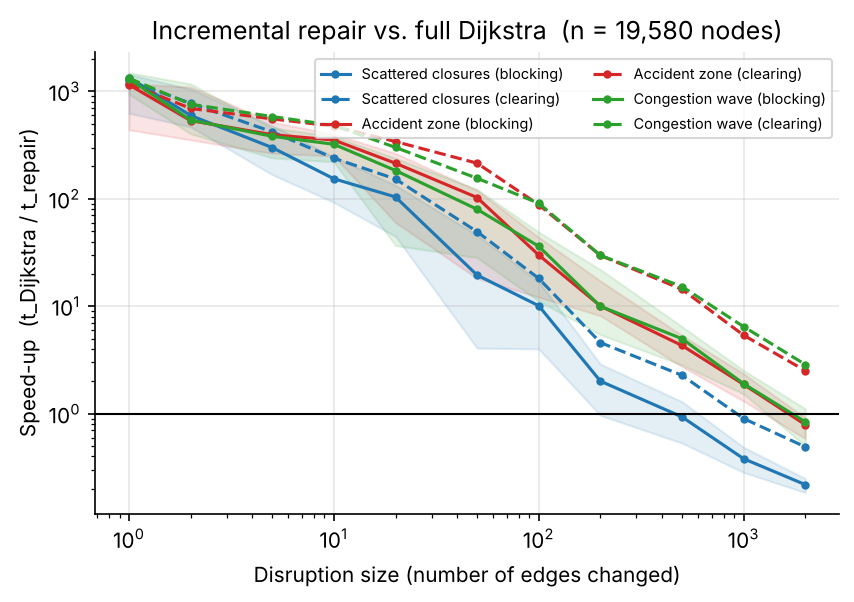 Incremental repair vs. full Dijkstra (n = 19,580 nodes)
Scattered closures (blocking)
Scattered closures (clearing)
Accident zone (blocking)
Accident zone (clearing)
Congestion wave (blocking)
Congestion wave (clearing)
Speed-up (t_Dijkstra / t_repair)
10³
10²
10¹
10⁰
10⁰ 10¹ 10² 10³
Disruption size (number of edges changed)